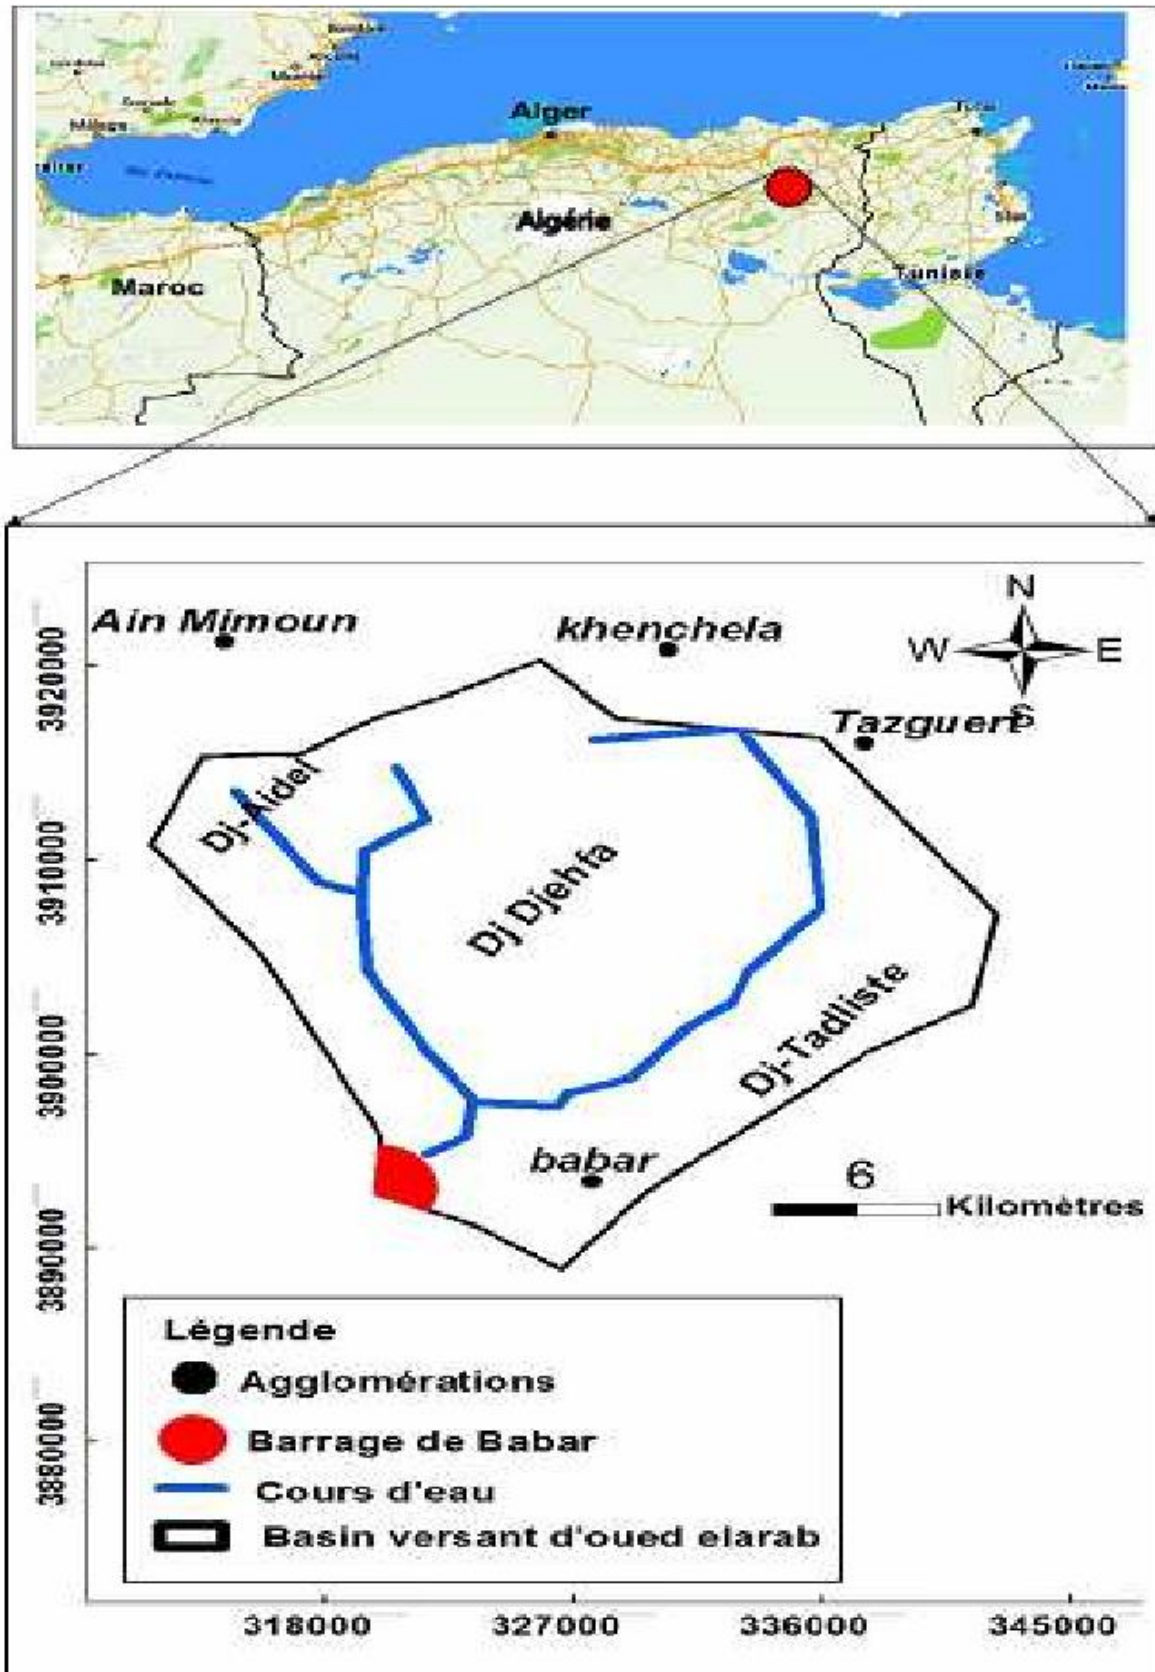 Alger
Algérie
Maroc
Tunisie
Málaga
Ain Mimoun
khenchela
N
W E
S
Tazguert
Dj-Aidel
Dj Djehfa
Dj-Tadliste
babar
6
Kilomètres
3920000
3910000
3900000
3890000
3880000
Légende
Agglomérations
Barrage de Babar
Cours d'eau
Basin versant d'oued elarab
318000 327000 336000 345000